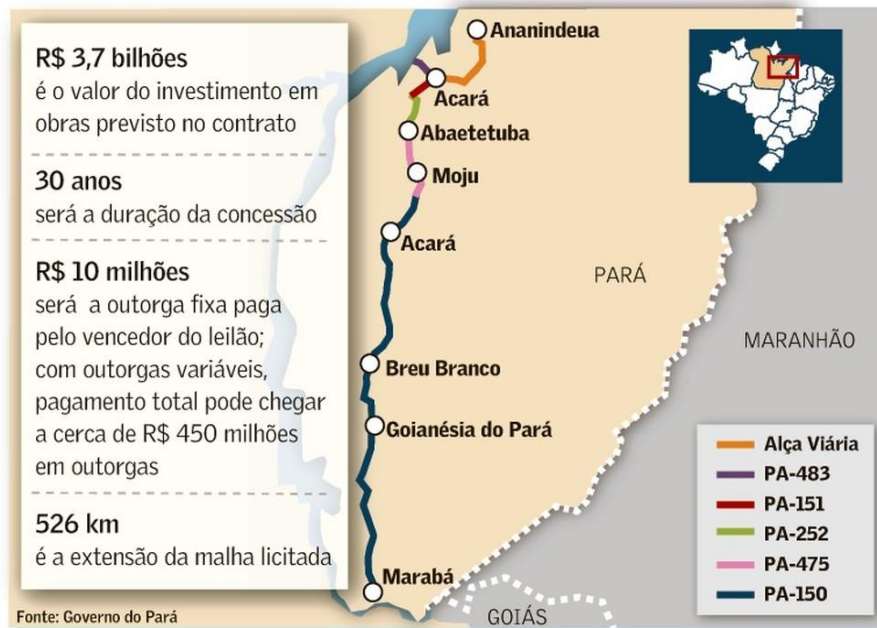 R$ 3,7 bilhões
é o valor do investimento em
obras previsto no contrato
30 anos
será a duração da concessão
R$ 10 milhões
será a outorga fixa paga
pelo vencedor do leilão;
com outorgas variáveis,
pagamento total pode chegar
a cerca de R$ 450 milhões
em outorgas
526 km
é a extensão da malha licitada
Fonte: Governo do Pará
Ananindeua
Acará
Abaetetuba
Moju
Acará
Breu Branco
Goianésia do Pará
Marabá
PARÁ
MARANHÃO
GOIÁS
Alça Viária
PA-483
PA-151
PA-252
PA-475
PA-150